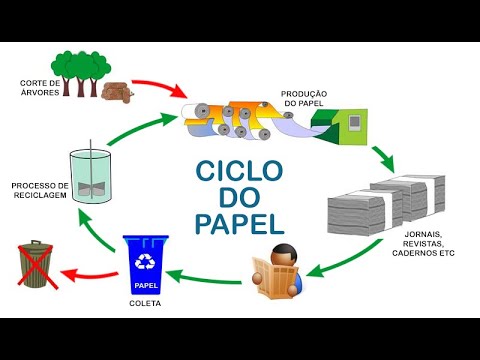 CORTE DE
ÁRVORES
PRODUÇÃO
DO PAPEL
CICLO
DO
PAPEL
PROCESSO DE
RECICLAGEM
JORNAIS,
REVISTAS,
CADERNOS ETC
PAPEL
COLETA